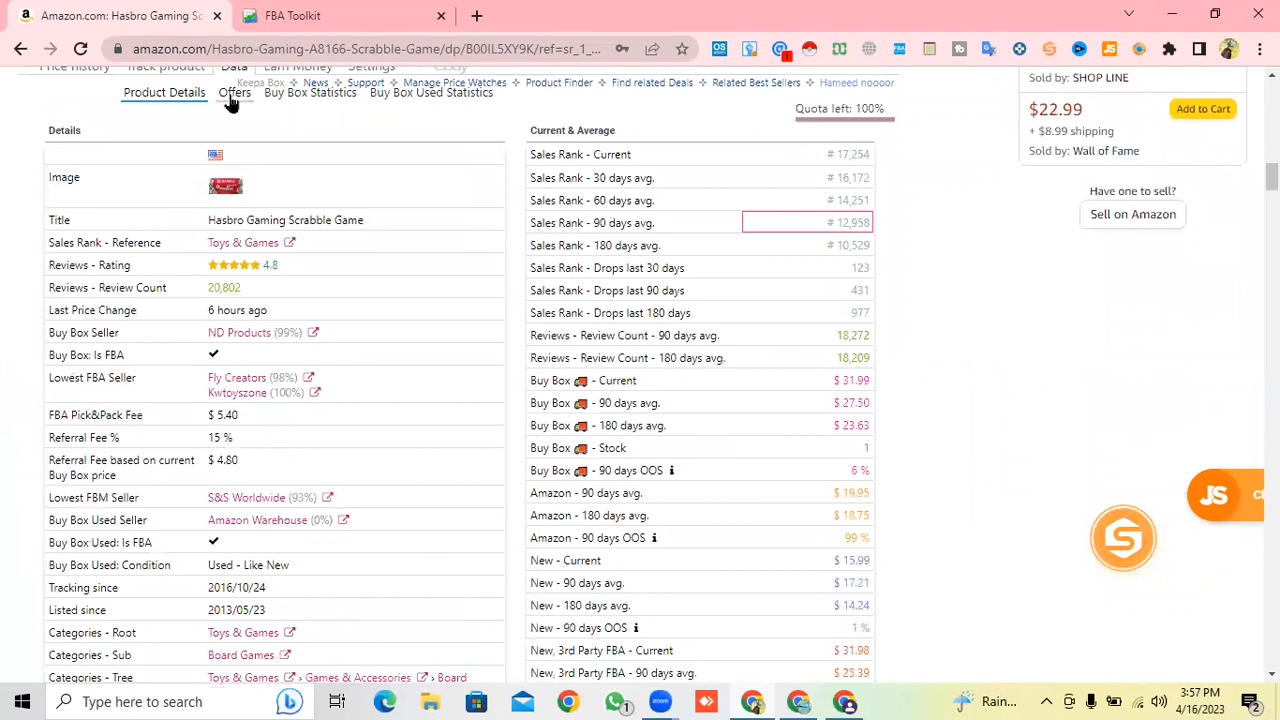 Amazon.com: Hasbro Gaming Sc
FBA Toolkit
amazon.com/Hasbro-Gaming-A8166-Scrabble-Game/dp/B00IL5XY9K/ref=sr_1_...
Price history Track product Data Earn Money Settings eBay
Keepa Box News Support Manage Price Watches Product Finder Find related Deals Related Best Sellers Hameed noooor
Product Details Offers Buy Box Statistics Buy Box Used Statistics
Quota left: 100%
Details
Image
Title Hasbro Gaming Scrabble Game
Sales Rank - Reference Toys & Games
Reviews - Rating 4.8
Reviews - Review Count 20,802
Last Price Change 6 hours ago
Buy Box Seller ND Products (99%)
Buy Box: Is FBA ✓
Lowest FBA Seller Fly Creators (98%)
Kwtoyszone (100%)
FBA Pick&Pack Fee $ 5.40
Referral Fee % 15 %
Referral Fee based on current $ 4.80
Buy Box price
Lowest FBM Seller S&S Worldwide (93%)
Buy Box Used Seller Amazon Warehouse (0%)
Buy Box Used: Is FBA ✓
Buy Box Used: Condition Used - Like New
Tracking since 2016/10/24
Listed since 2013/05/23
Categories - Root Toys & Games
Categories - Sub Board Games
Categories - Tree Toys & Games › Games & Accessories › Board
Current & Average
Sales Rank - Current # 17,254
Sales Rank - 30 days avg. # 16,172
Sales Rank - 60 days avg. # 14,251
Sales Rank - 90 days avg. # 12,958
Sales Rank - 180 days avg. # 10,529
Sales Rank - Drops last 30 days 123
Sales Rank - Drops last 90 days 431
Sales Rank - Drops last 180 days 977
Reviews - Review Count - 90 days avg. 18,272
Reviews - Review Count - 180 days avg. 18,209
Buy Box - Current $ 31.99
Buy Box - 90 days avg. $ 27.50
Buy Box - 180 days avg. $ 23.63
Buy Box - Stock 1
Buy Box - 90 days OOS 6 %
Amazon - 90 days avg. $ 19.95
Amazon - 180 days avg. $ 18.75
Amazon - 90 days OOS 99 %
New - Current $ 15.99
New - 90 days avg. $ 17.21
New - 180 days avg. $ 14.24
New - 90 days OOS 1 %
New, 3rd Party FBA - Current $ 31.98
New, 3rd Party FBA - 90 days avg. $ 25.39
Sold by: SHOP LINE
$22.99 Add to Cart
+ $8.99 shipping
Sold by: Wall of Fame
Have one to sell?
Sell on Amazon
JS
Type here to search
Rain...
3:57 PM
4/16/2023